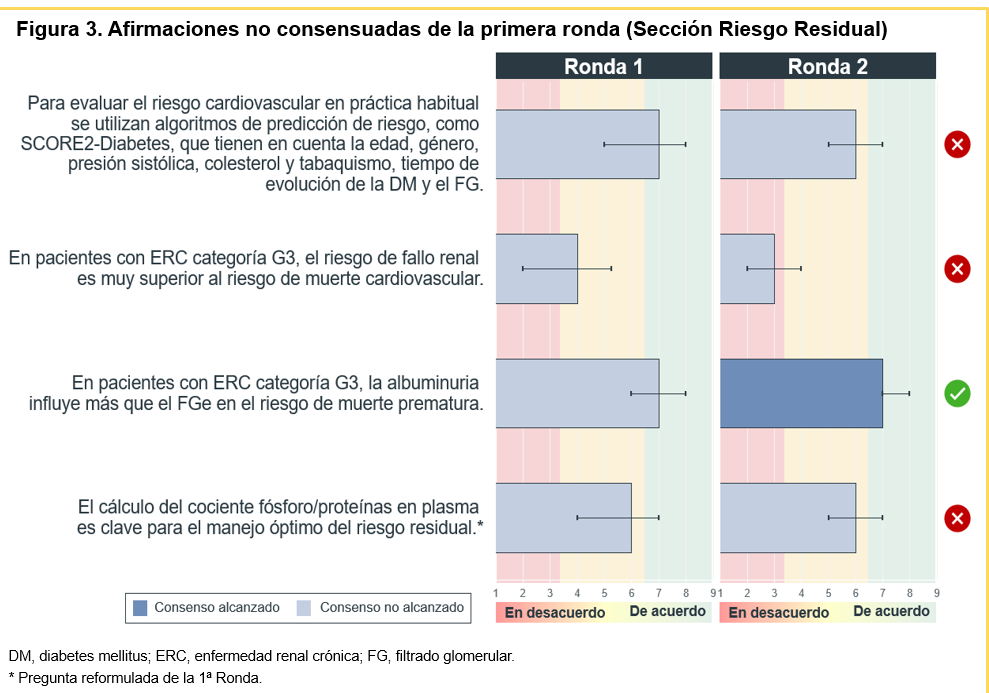 Figura 3. Afirmaciones no consensuadas de la primera ronda (Sección Riesgo Residual)
Ronda 1
Ronda 2
Para evaluar el riesgo cardiovascular en práctica habitual
se utilizan algoritmos de predicción de riesgo, como
SCORE2-Diabetes, que tienen en cuenta la edad, género,
presión sistólica, colesterol y tabaquismo, tiempo de
evolución de la DM y el FG.
En pacientes con ERC categoría G3, el riesgo de fallo renal
es muy superior al riesgo de muerte cardiovascular.
En pacientes con ERC categoría G3, la albuminuria
influye más que el FGe en el riesgo de muerte prematura.
El cálculo del cociente fósforo/proteínas en plasma
es clave para el manejo óptimo del riesgo residual.*
1 2 3 4 5 6 7 8 9
1 2 3 4 5 6 7 8 9
En desacuerdo De acuerdo
En desacuerdo De acuerdo
Consenso alcanzado Consenso no alcanzado
DM, diabetes mellitus; ERC, enfermedad renal crónica; FG, filtrado glomerular.
* Pregunta reformulada de la 1ª Ronda.